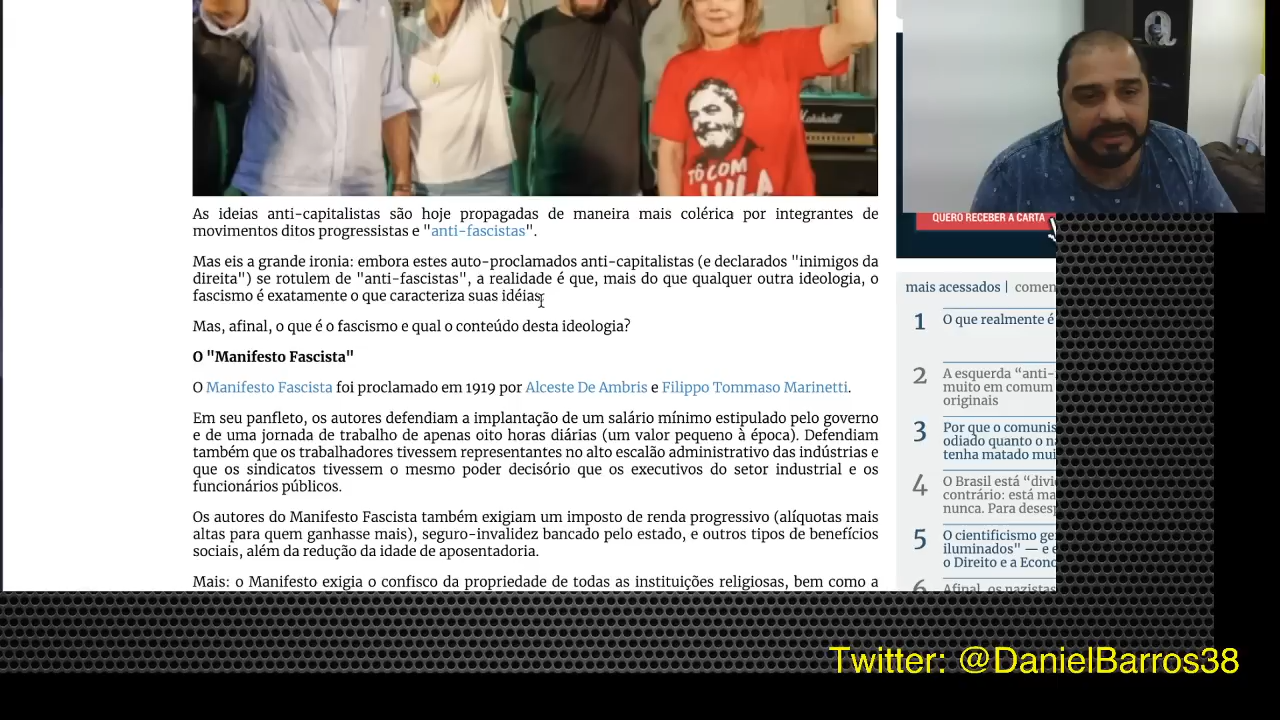 Marshall
TÔ COM
LULA
As ideias anti-capitalistas são hoje propagadas de maneira mais colérica por integrantes de
movimentos ditos progressistas e "anti-fascistas".
Mas eis a grande ironia: embora estes auto-proclamados anti-capitalistas (e declarados "inimigos da
direita") se rotulem de "anti-fascistas", a realidade é que, mais do que qualquer outra ideologia, o
fascismo é exatamente o que caracteriza suas idéias
Mas, afinal, o que é o fascismo e qual o conteúdo desta ideologia?
O "Manifesto Fascista"
O Manifesto Fascista foi proclamado em 1919 por Alceste De Ambris e Filippo Tommaso Marinetti.
Em seu panfleto, os autores defendiam a implantação de um salário mínimo estipulado pelo governo
e de uma jornada de trabalho de apenas oito horas diárias (um valor pequeno à época). Defendiam
também que os trabalhadores tivessem representantes no alto escalão administrativo das indústrias e
que os sindicatos tivessem o mesmo poder decisório que os executivos do setor industrial e os
funcionários públicos.
Os autores do Manifesto Fascista também exigiam um imposto de renda progressivo (alíquotas mais
altas para quem ganhasse mais), seguro-invalidez bancado pelo estado, e outros tipos de benefícios
sociais, além da redução da idade de aposentadoria.
Mais: o Manifesto exigia o confisco da propriedade de todas as instituições religiosas, bem como a
QUERO RECEBER A CARTA
mais acessados | comen
1 O que realmente é
2 A esquerda “anti-
muito em comum
originais
3 Por que o comunis
odiado quanto o n
tenha matado mui
4 O Brasil está “divi
contrário: está ma
nunca. Para deses
5 O cientificismo ge
iluminados" — e e
o Direito e a Econo
6 Afinal, os nazistas
Twitter: @DanielBarros38